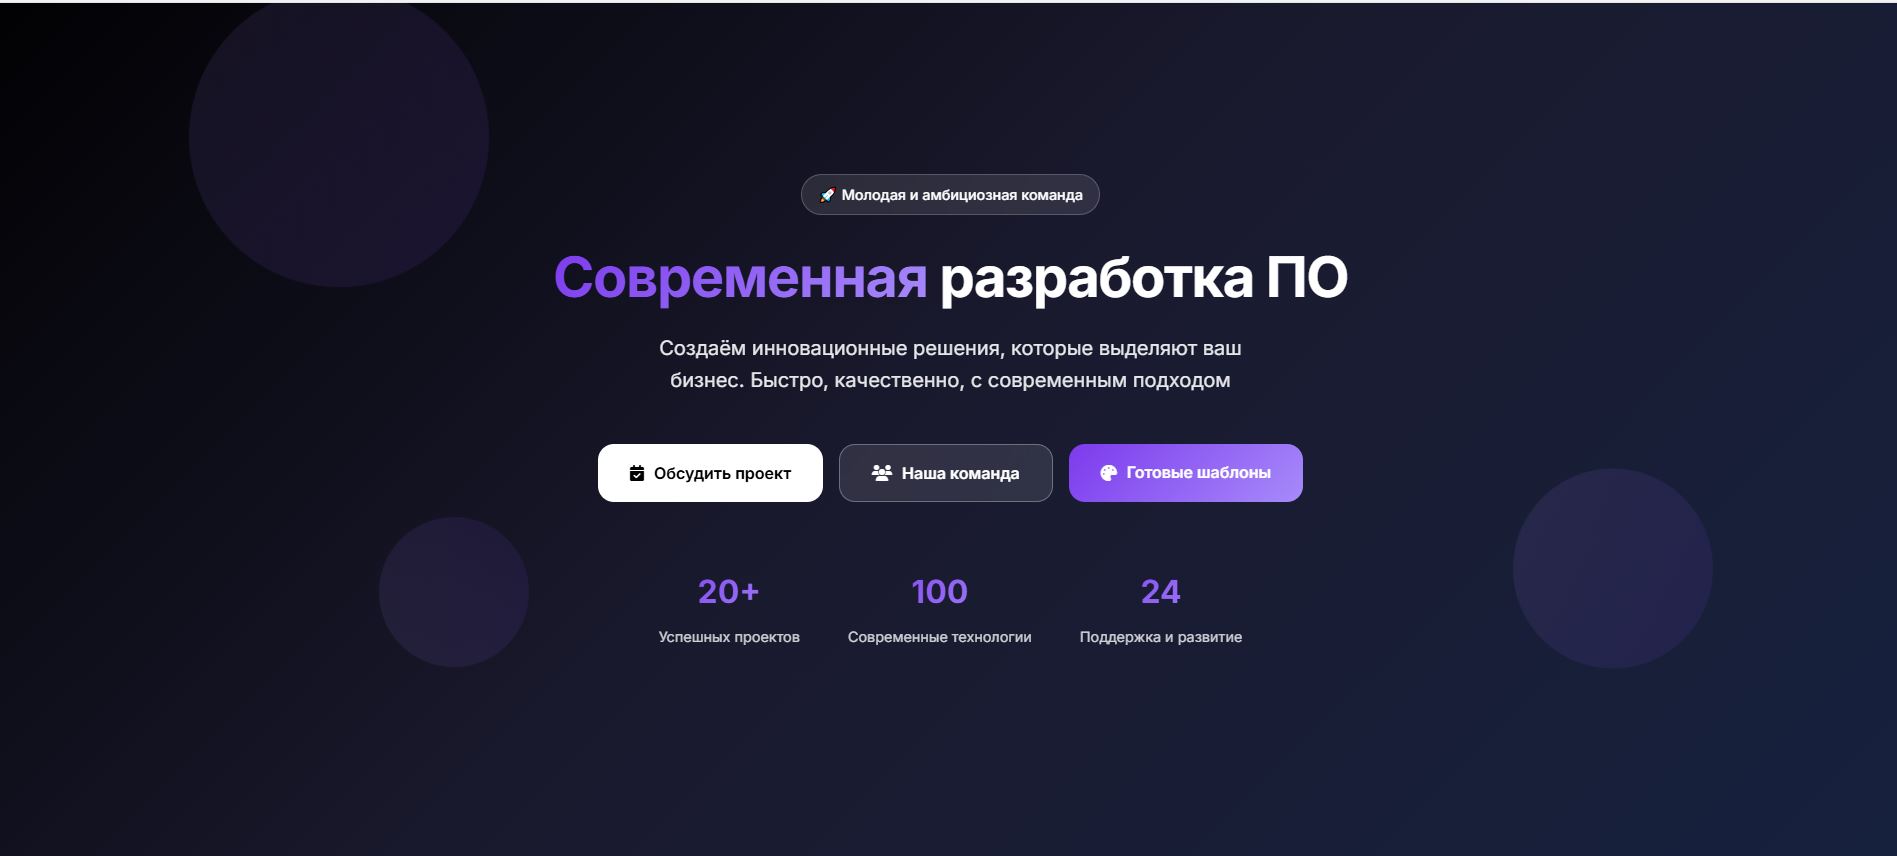 🚀 Молодая и амбициозная команда
Современная разработка ПО
Создаём инновационные решения, которые выделяют ваш
бизнес. Быстро, качественно, с современным подходом
Обсудить проект
Наша команда
Готовые шаблоны
20+
100
24
Успешных проектов
Современные технологии
Поддержка и развитие